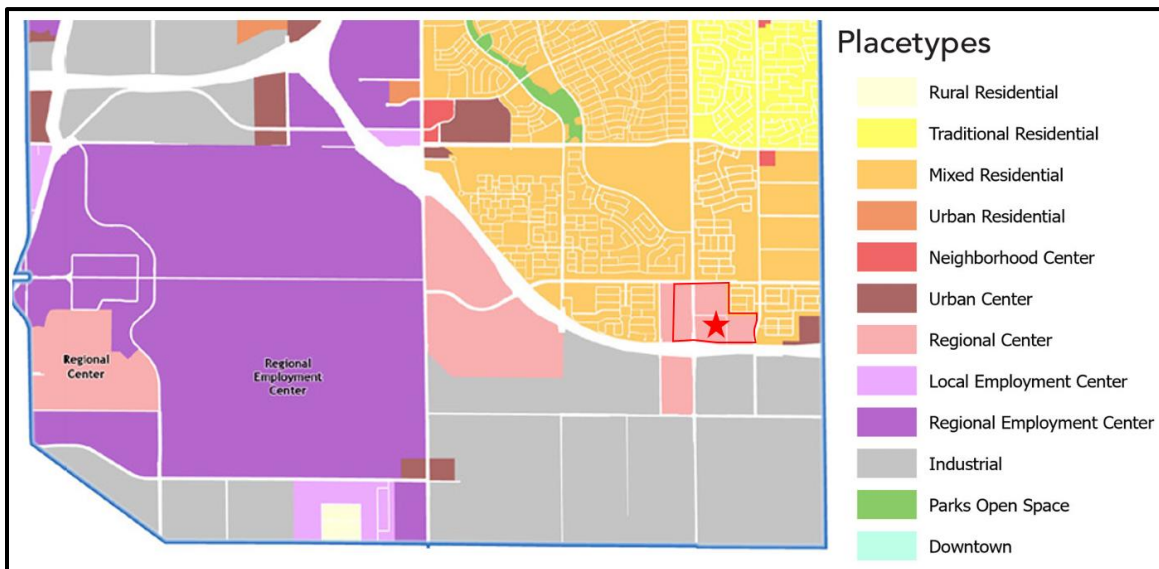 Placetypes
Rural Residential
Traditional Residential
Mixed Residential
Urban Residential
Neighborhood Center
Urban Center
Regional Center
Local Employment Center
Regional Employment Center
Industrial
Parks Open Space
Downtown
Regional
Center
Regional
Employment
Center